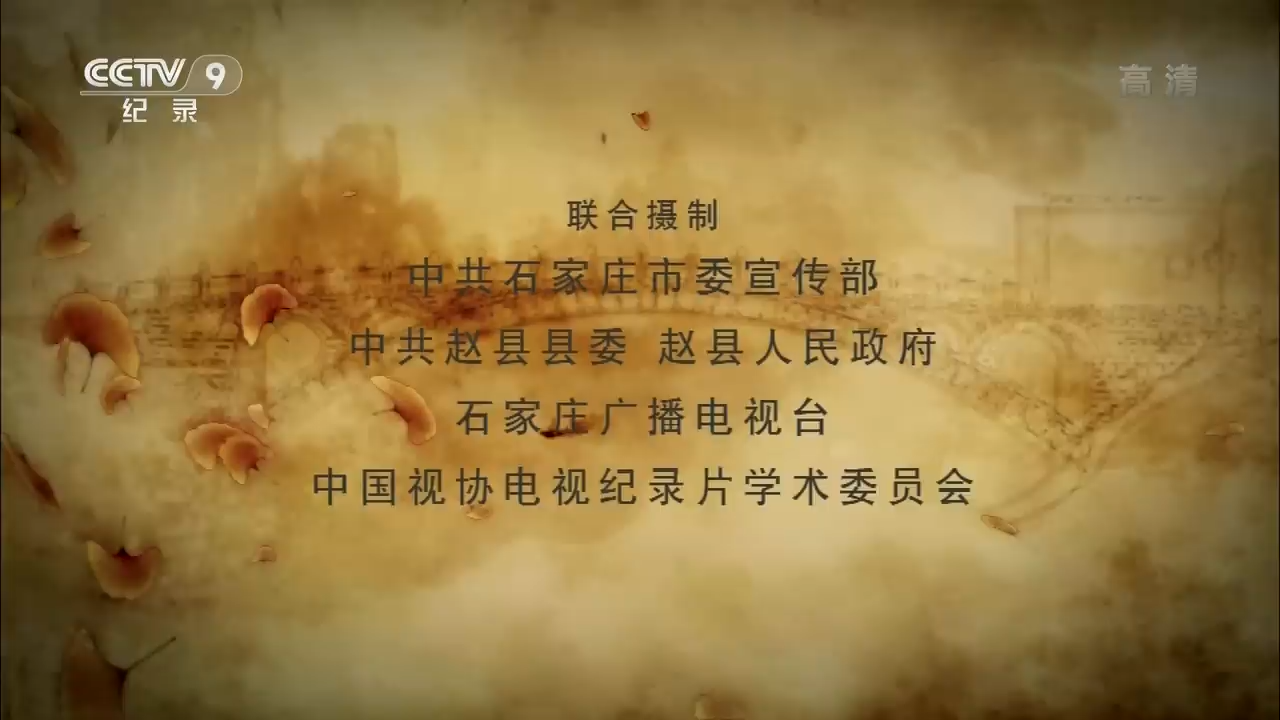 CCTV 9
纪录
高清
联合摄制
中共石家庄市委宣传部
中共赵县县委 赵县人民政府
石家庄广播电视台
中国视协电视纪录片学术委员会